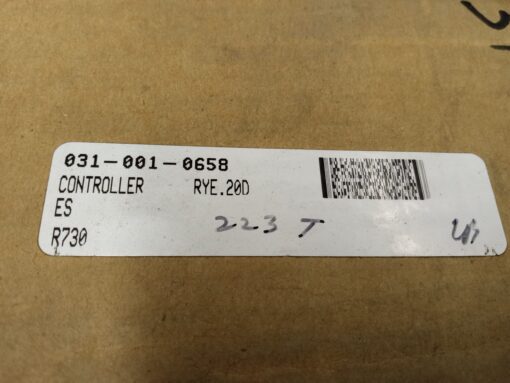 031-001-0658
CONTROLLER RYE.20D
ES
R730
223 T